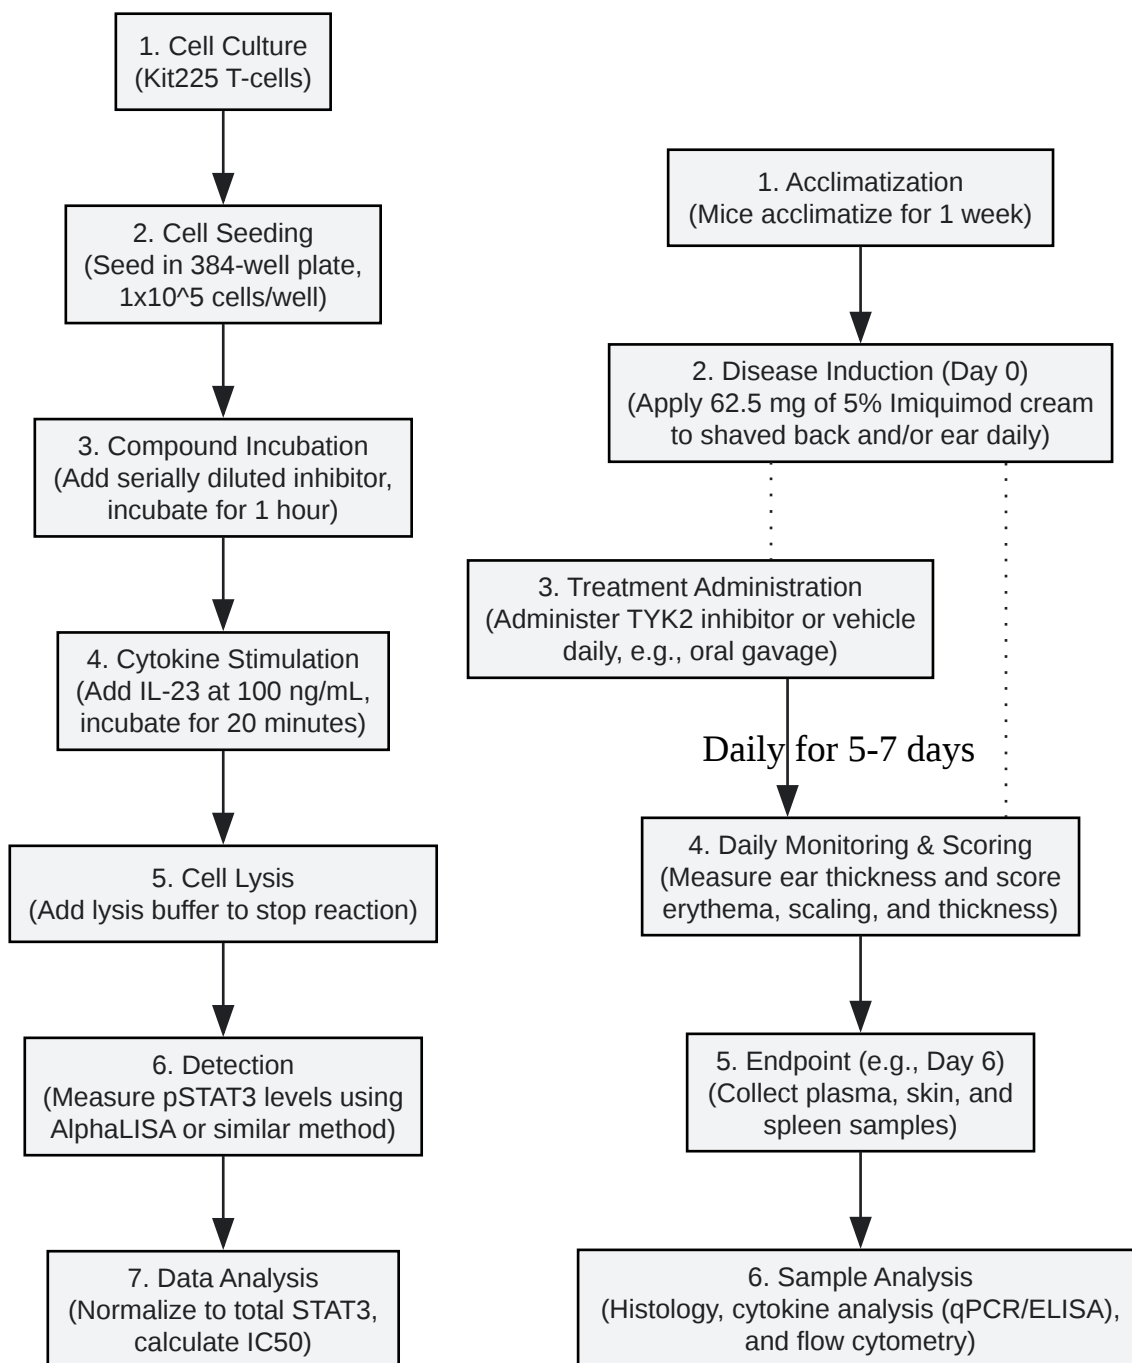 1. Cell Culture
(Kit225 T-cells)
2. Cell Seeding
(Seed in 384-well plate,
1x10^5 cells/well)
3. Compound Incubation
(Add serially diluted inhibitor,
incubate for 1 hour)
4. Cytokine Stimulation
(Add IL-23 at 100 ng/mL,
incubate for 20 minutes)
5. Cell Lysis
(Add lysis buffer to stop reaction)
6. Detection
(Measure pSTAT3 levels using
AlphaLISA or similar method)
7. Data Analysis
(Normalize to total STAT3,
calculate IC50)
1. Acclimatization
(Mice acclimatize for 1 week)
2. Disease Induction (Day 0)
(Apply 62.5 mg of 5% Imiquimod cream
to shaved back and/or ear daily)
3. Treatment Administration
(Administer TYK2 inhibitor or vehicle
daily, e.g., oral gavage)
Daily for 5-7 days
4. Daily Monitoring & Scoring
(Measure ear thickness and score
erythema, scaling, and thickness)
5. Endpoint (e.g., Day 6)
(Collect plasma, skin, and
spleen samples)
6. Sample Analysis
(Histology, cytokine analysis (qPCR/ELISA),
and flow cytometry)